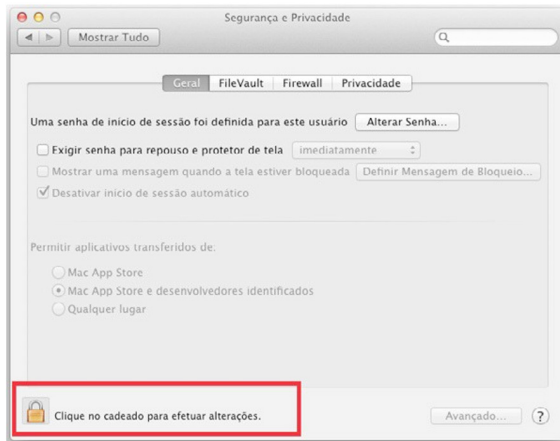 Segurança e Privacidade
Mostrar Tudo
Geral FileVault Firewall Privacidade
Uma senha de início de sessão foi definida para este usuário Alterar Senha...
Exigir senha para repouso e protetor de tela imediatamente
Mostrar uma mensagem quando a tela estiver bloqueada Definir Mensagem de Bloqueio...
Desativar início de sessão automático
Permitir aplicativos transferidos de:
Mac App Store
Mac App Store e desenvolvedores identificados
Qualquer lugar
Clique no cadeado para efetuar alterações. Avançado... ?